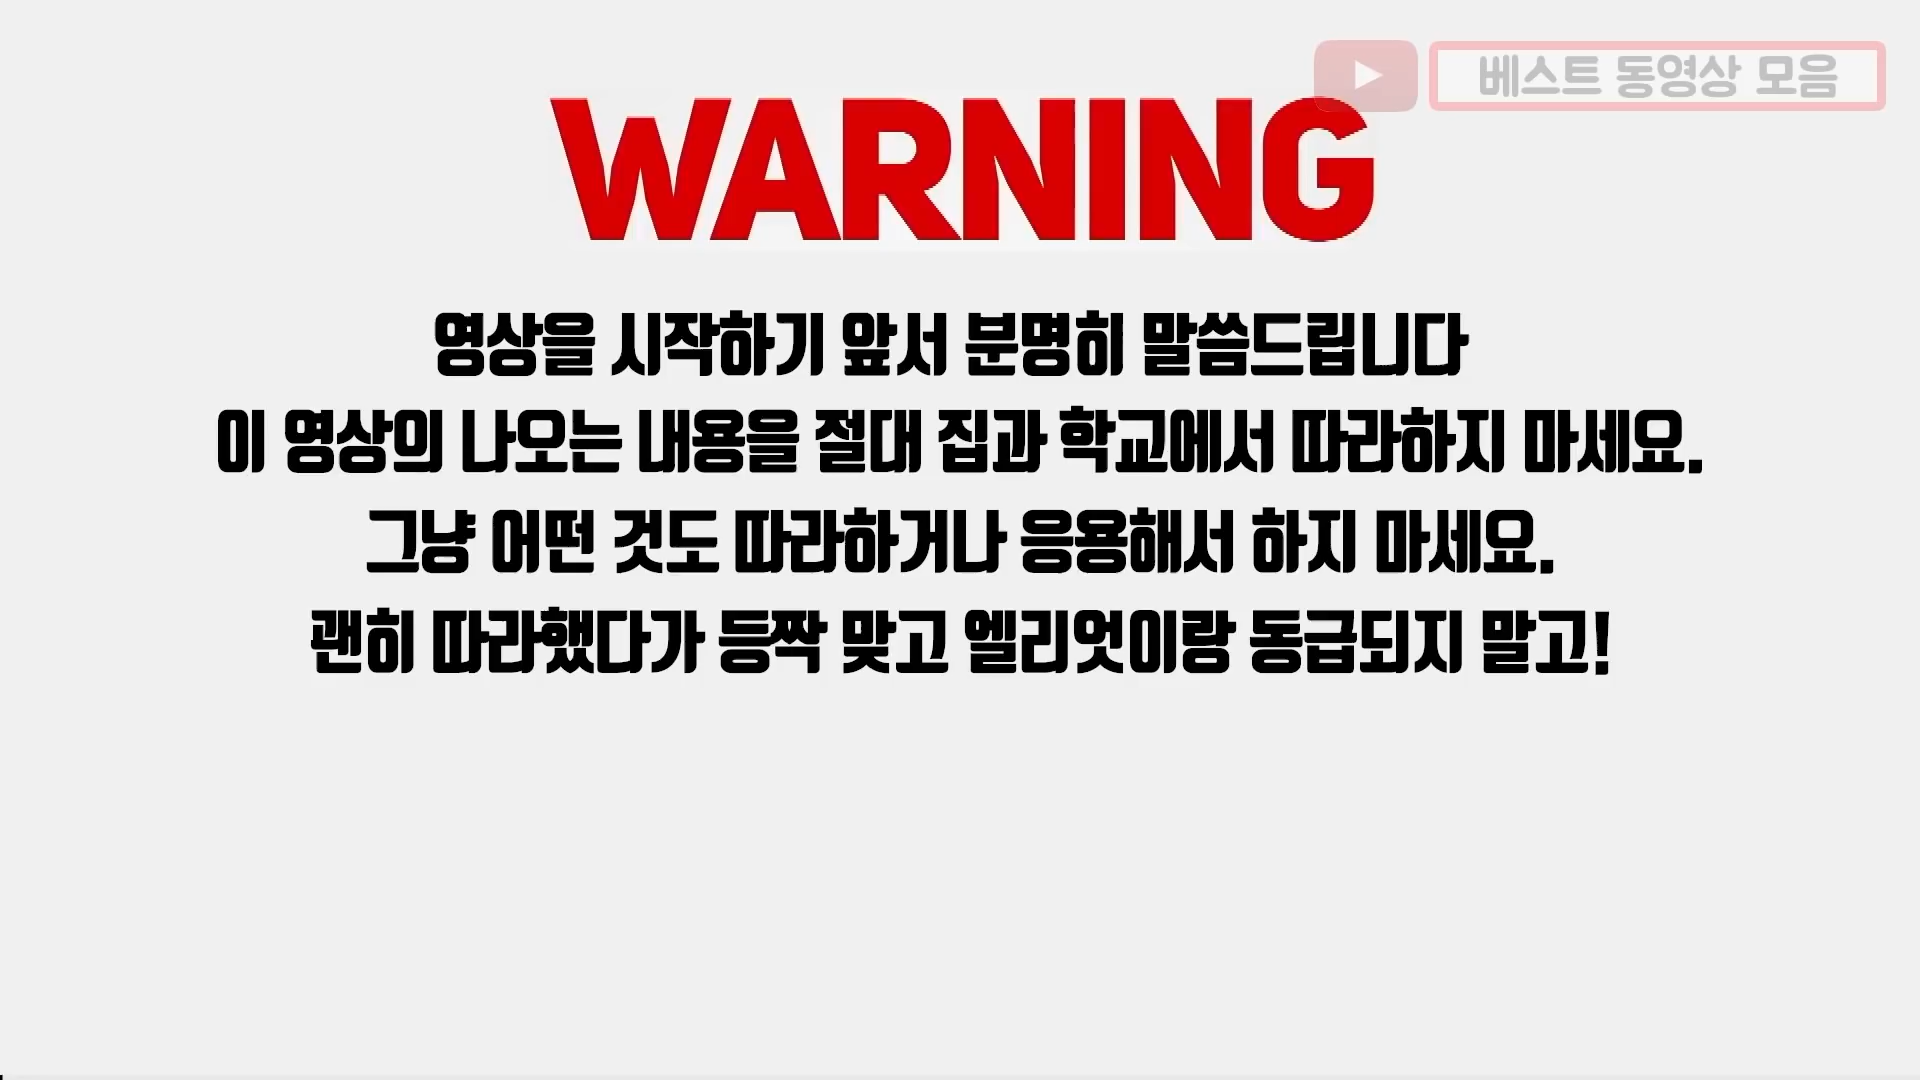 베스트 동영상 모음
WARNING
영상을 시작하기 앞서 분명히 말씀드립니다
이 영상의 나오는 내용을 절대 집과 학교에서 따라하지 마세요.
그냥 어떤 것도 따라하거나 응용해서 하지 마세요.
괜히 따라했다가 등짝 맞고 엘리엇이랑 동급되지 말고!